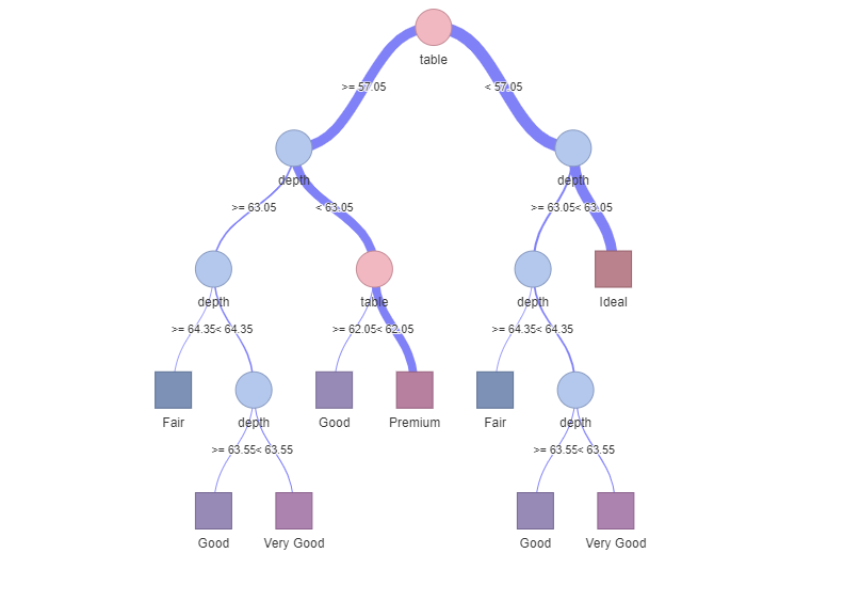 table
>= 57.05
< 57.05
depth
depth
>= 63.05
< 63.05
>= 63.05< 63.05
depth
table
depth
Ideal
>= 64.35< 64.35
>= 62.05< 62.05
>= 64.35< 64.35
Fair
depth
Good
Premium
Fair
depth
>= 63.55< 63.55
>= 63.55< 63.55
Good
Very Good
Good
Very Good